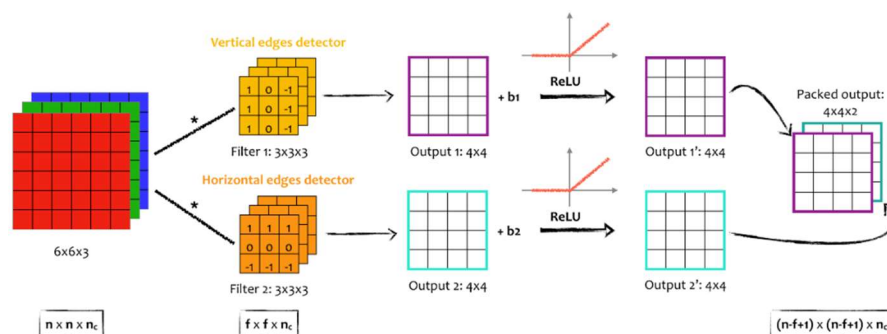 Vertical edges detector
1 0 -1
1 0 -1
1 0 -1
*
Filter 1: 3x3x3
Output 1: 4x4
+ b1
ReLU
Output 1': 4x4
Packed output:
4x4x2
6x6x3
*
Horizontal edges detector
1 1 1
0 0 0
-1 -1 -1
Filter 2: 3x3x3
Output 2: 4x4
+ b2
ReLU
Output 2': 4x4
n x n x nc
f x f x nc
(n-f+1) x (n-f+1) x nc